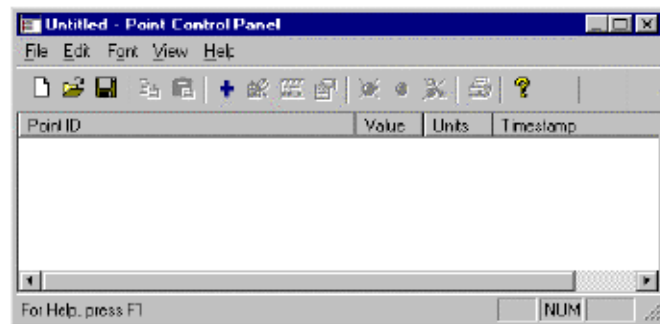 Untitled - Point Control Panel
File Edit Font View Help
Point ID Value Units Timestamp
For Help, press F1 NUM